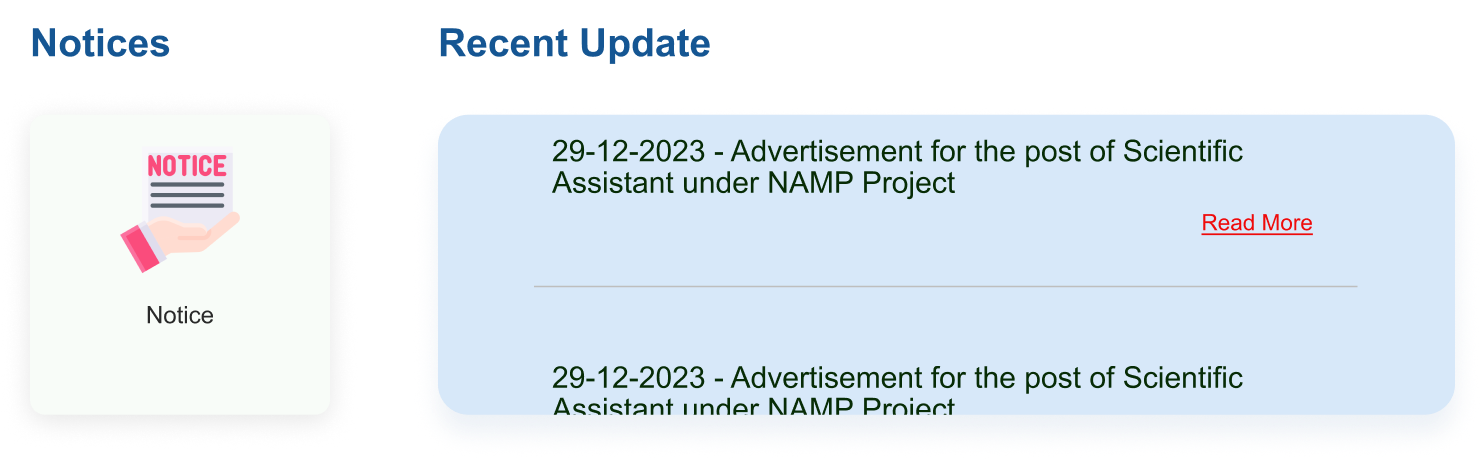 Notices
Recent Update
NOTICE
Notice
29-12-2023 - Advertisement for the post of Scientific
Assistant under NAMP Project
Read More
29-12-2023 - Advertisement for the post of Scientific
Assistant under NAMP Project